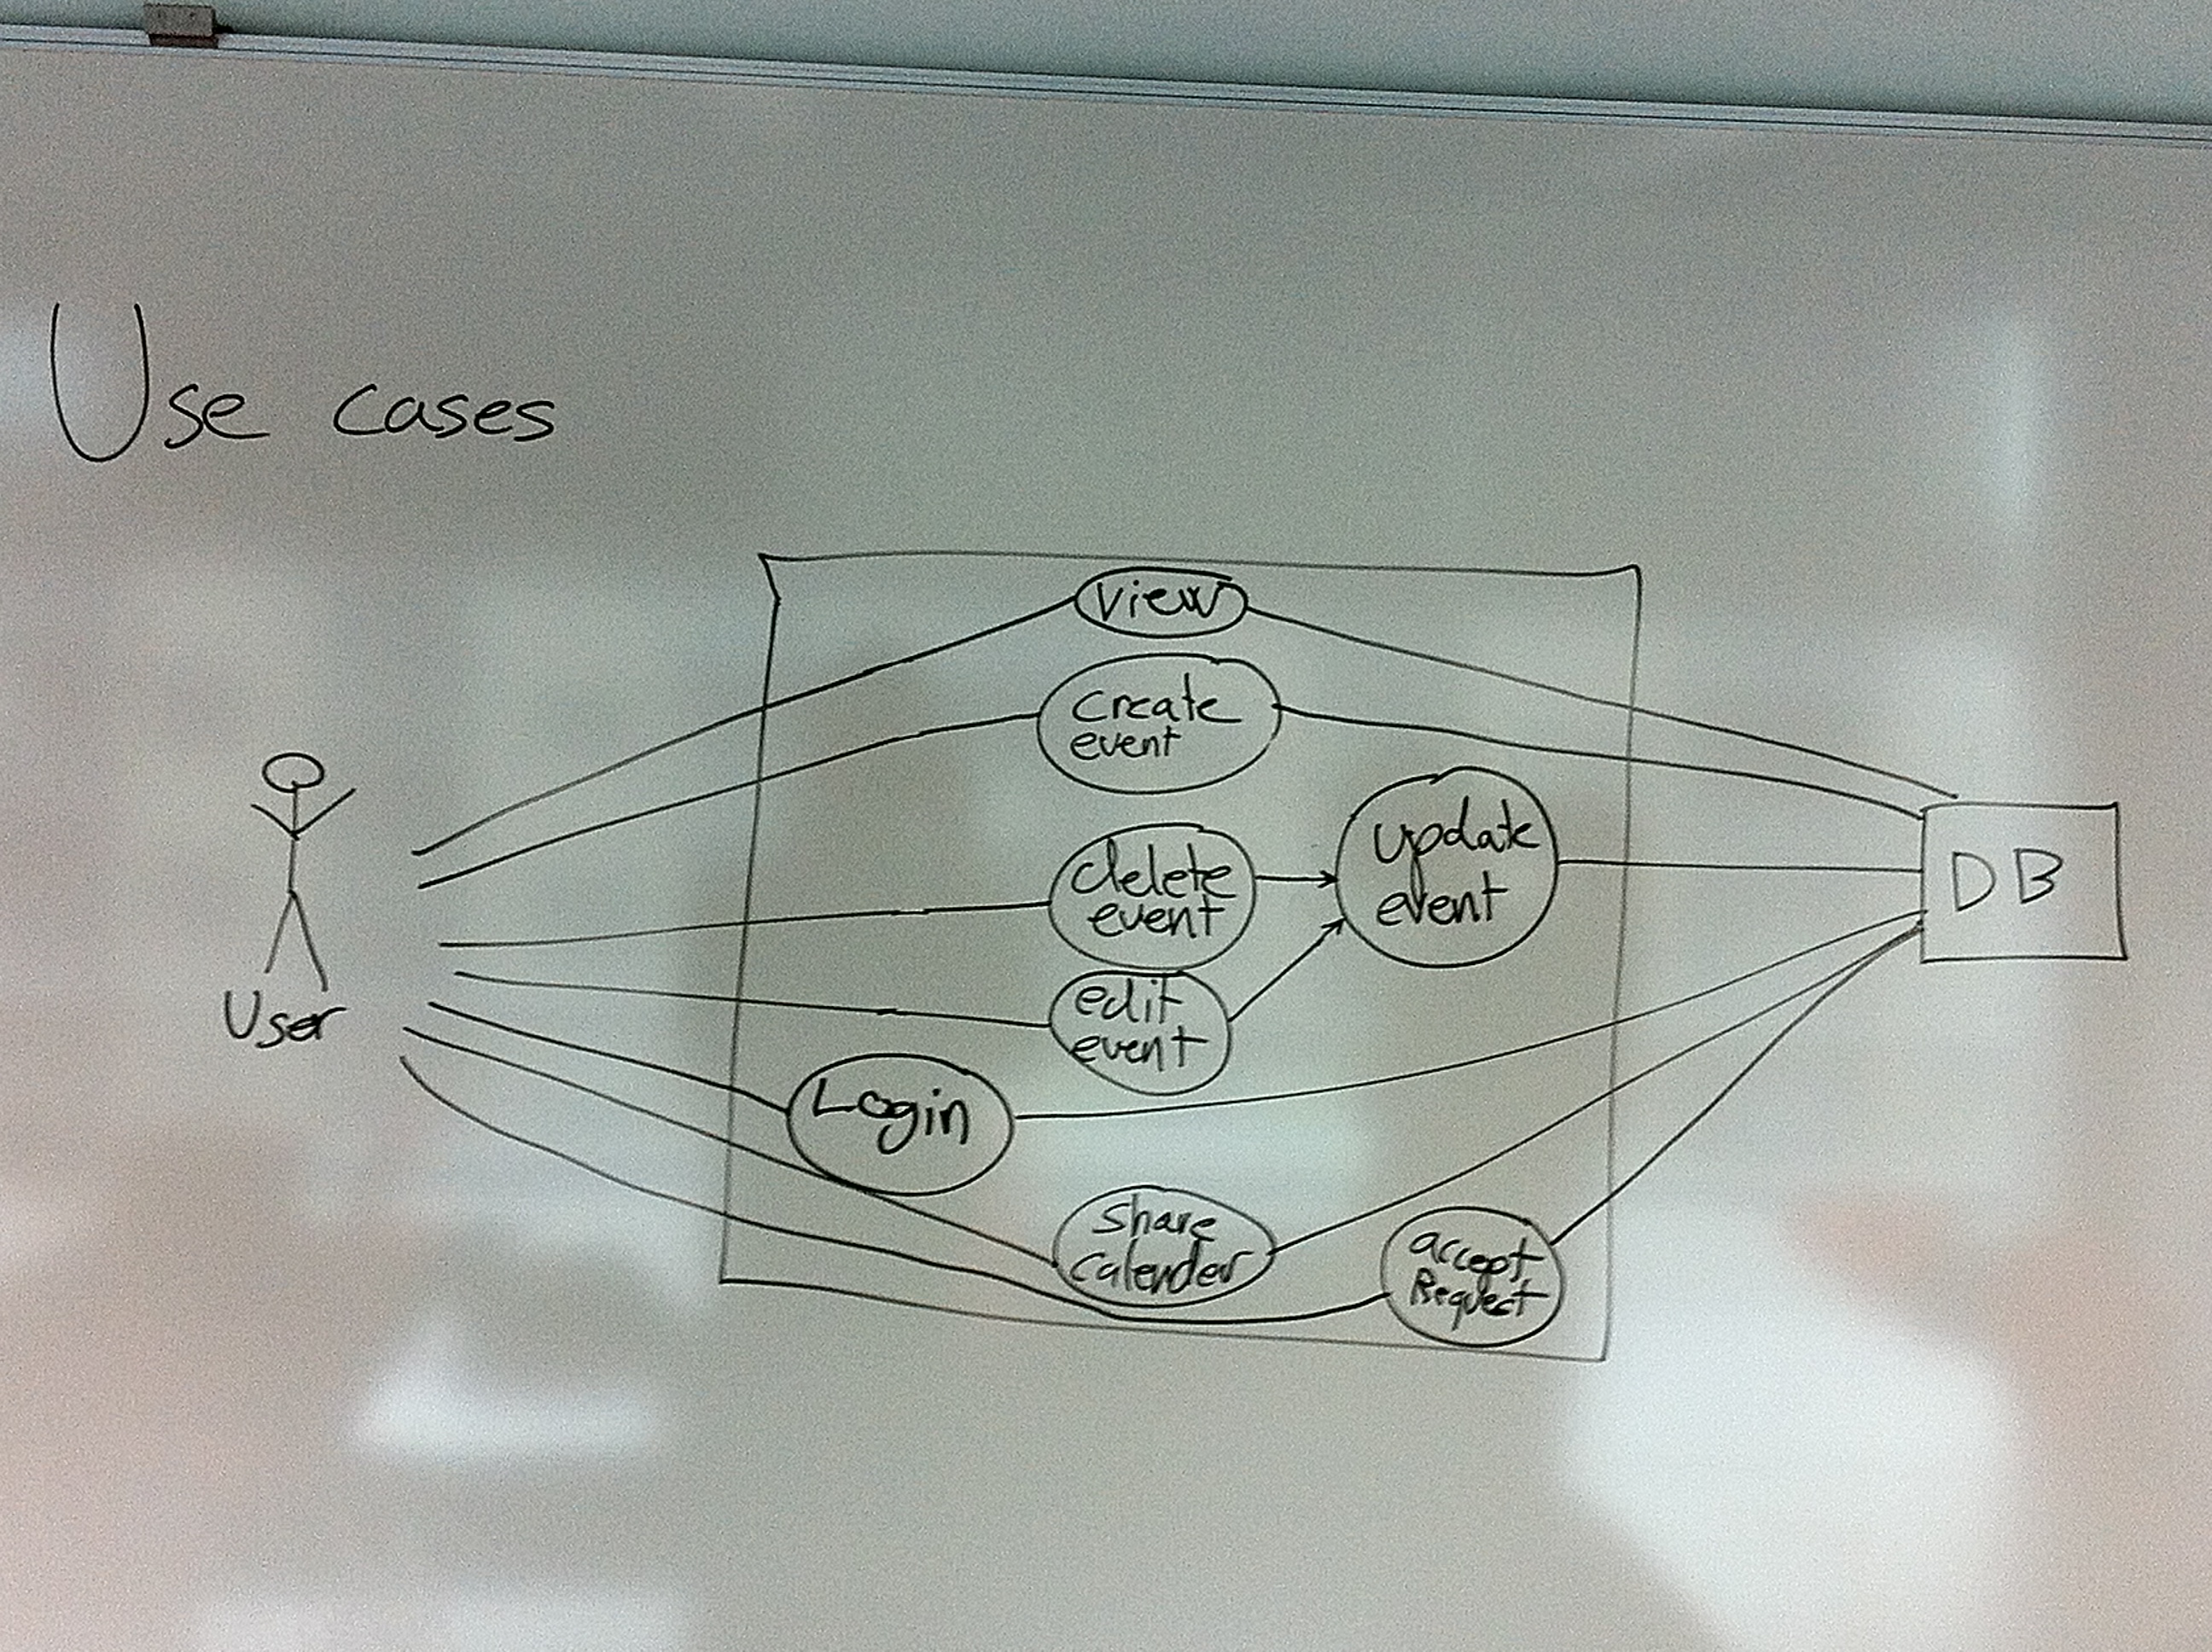 Use cases
View
create
event
update
event
delete
event
DB
edit
event
User
Login
Share
Calender
accept
Request